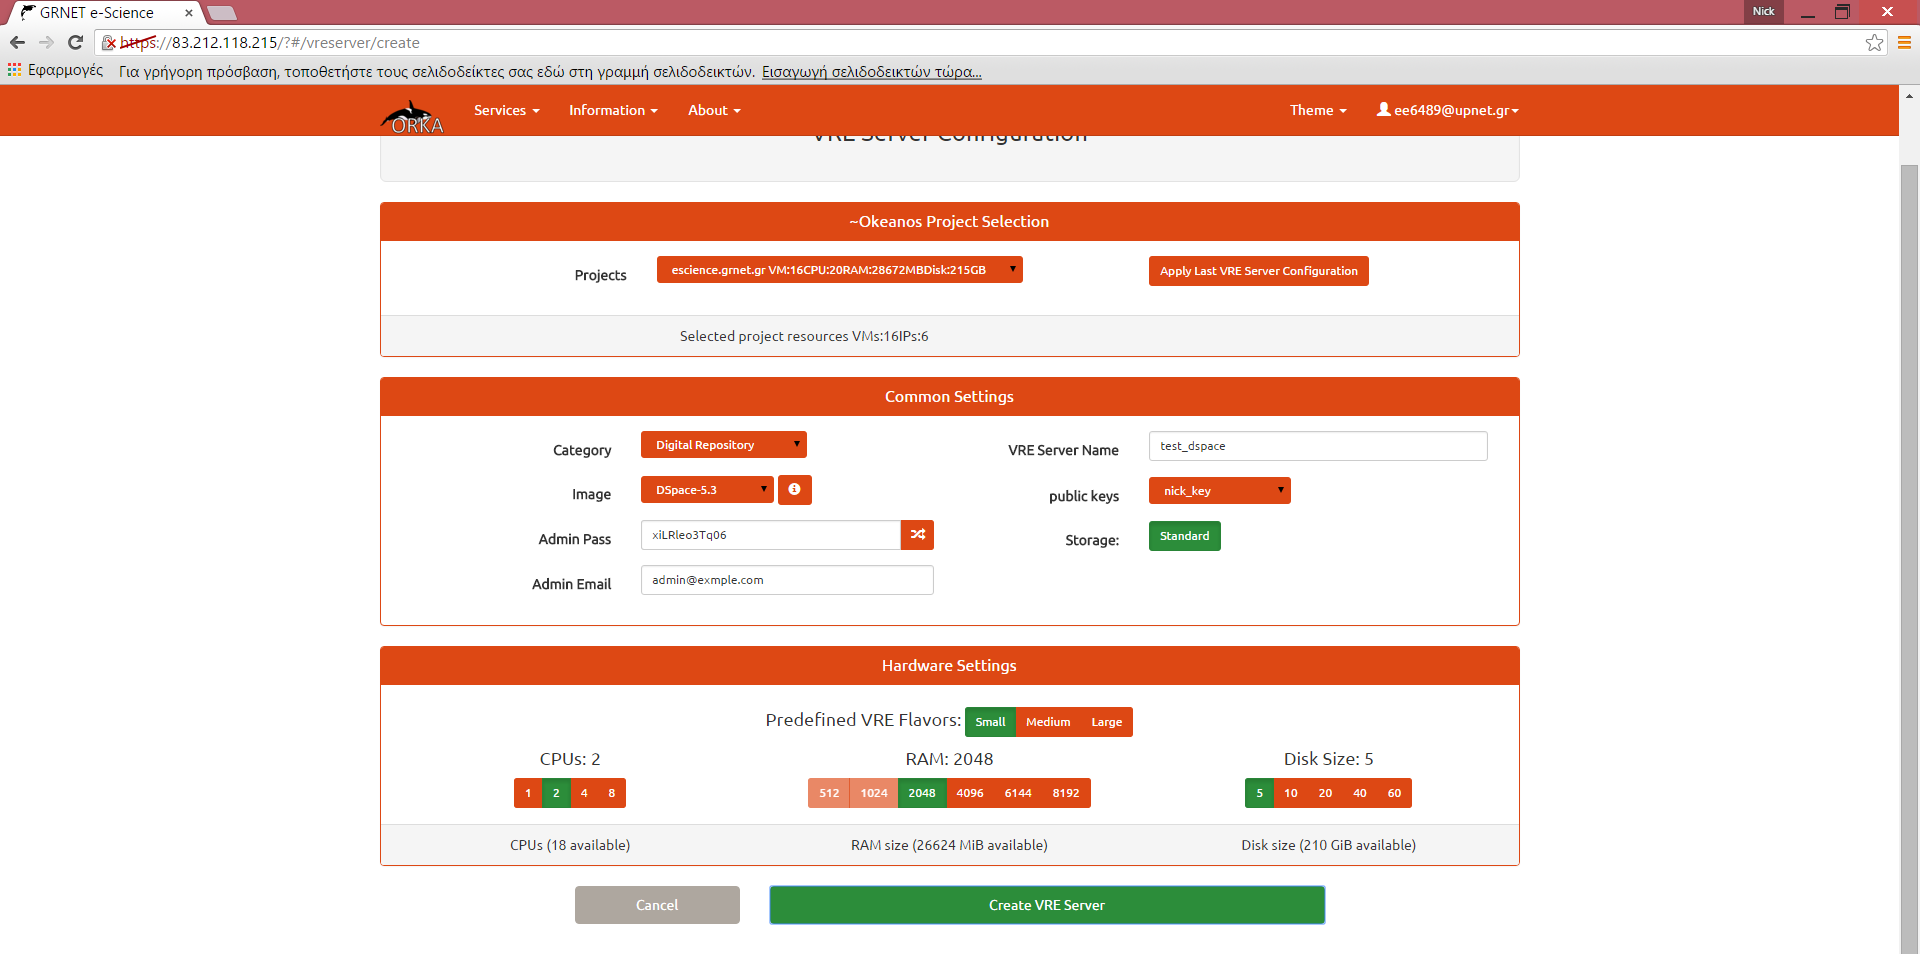 GRNET e-Science
Nick
https://83.212.118.215/?#/vreserver/create
Εφαρμογές Για γρήγορη πρόσβαση, τοποθετήστε τους σελιδοδείκτες σας εδώ στη γραμμή σελιδοδεικτών. Εισαγωγή σελιδοδεικτών τώρα...
ORKA Services Information About Theme ee6489@upnet.gr
VRE Server Configuration
~Okeanos Project Selection
Projects escience.grnet.gr VM:16CPU:20RAM:28672MBDisk:215GB Apply Last VRE Server Configuration
Selected project resources VMs:16IPs:6
Common Settings
Category Digital Repository VRE Server Name test_dspace
Image DSpace-5.3 public keys nick_key
Admin Pass xiLRleo3Tq06 Storage: Standard
Admin Email admin@exmple.com
Hardware Settings
Predefined VRE Flavors: Small Medium Large
CPUs: 2 RAM: 2048 Disk Size: 5
1 2 4 8 512 1024 2048 4096 6144 8192 5 10 20 40 60
CPUs (18 available) RAM size (26624 MiB available) Disk size (210 GiB available)
Cancel Create VRE Server